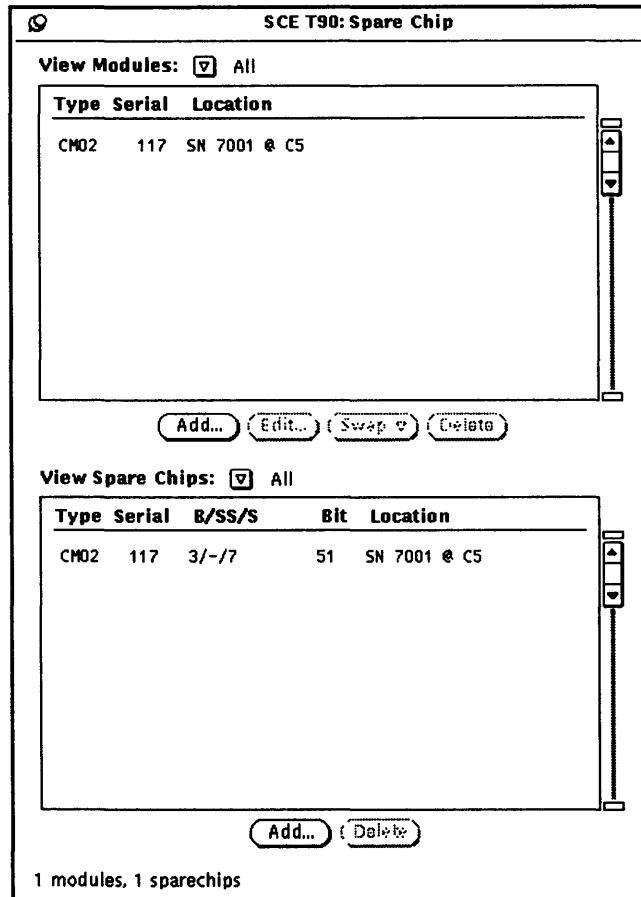 SCE T90: Spare Chip
View Modules: All
Type Serial Location
CM02 117 SN 7001 @ C5
Add... Edit... Swap Delete
View Spare Chips: All
Type Serial B/SS/S Bit Location
CM02 117 3/-/7 51 SN 7001 @ C5
Add... Delete
1 modules, 1 sparechips